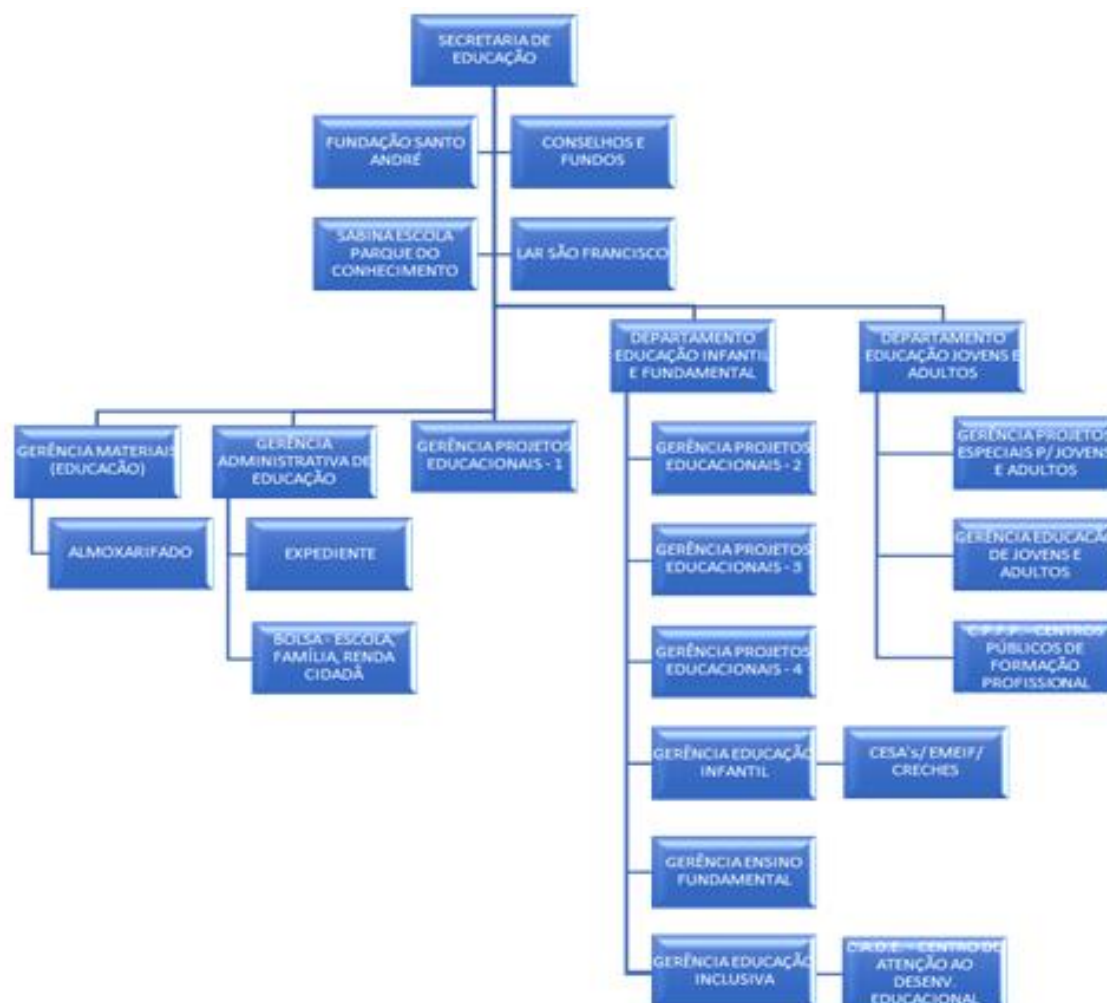 SECRETARIA DE
EDUCAÇÃO
FUNDAÇÃO SANTO
ANDRÉ
CONSELHOS E
FUNDOS
SABINA ESCOLA
PARQUE DO
CONHECIMENTO
LAR SÃO FRANCISCO
DEPARTAMENTO
EDUCAÇÃO INFANTIL
E FUNDAMENTAL
DEPARTAMENTO
EDUCAÇÃO JOVENS E
ADULTOS
GERÊNCIA MATERIAIS
(EDUCAÇÃO)
GERÊNCIA
ADMINISTRATIVA DE
EDUCAÇÃO
GERÊNCIA PROJETOS
EDUCACIONAIS - 1
GERÊNCIA PROJETOS
EDUCACIONAIS - 2
GERÊNCIA PROJETOS
ESPECIAIS P/ JOVENS
E ADULTOS
ALMOXARIFADO
EXPEDIENTE
GERÊNCIA PROJETOS
EDUCACIONAIS - 3
GERÊNCIA EDUCAÇÃO
DE JOVENS E
ADULTOS
BOLSA - ESCOLA,
FAMÍLIA, RENDA
CIDADÃ
GERÊNCIA PROJETOS
EDUCACIONAIS - 4
C.P.F.P. - CENTROS
PÚBLICOS DE
FORMAÇÃO
PROFISSIONAL
GERÊNCIA EDUCAÇÃO
INFANTIL
CESA's/ EMEIF/
CRECHES
GERÊNCIA ENSINO
FUNDAMENTAL
GERÊNCIA EDUCAÇÃO
INCLUSIVA
CENTRO DE
ATENÇÃO AO
DESENV.
EDUCACIONAL